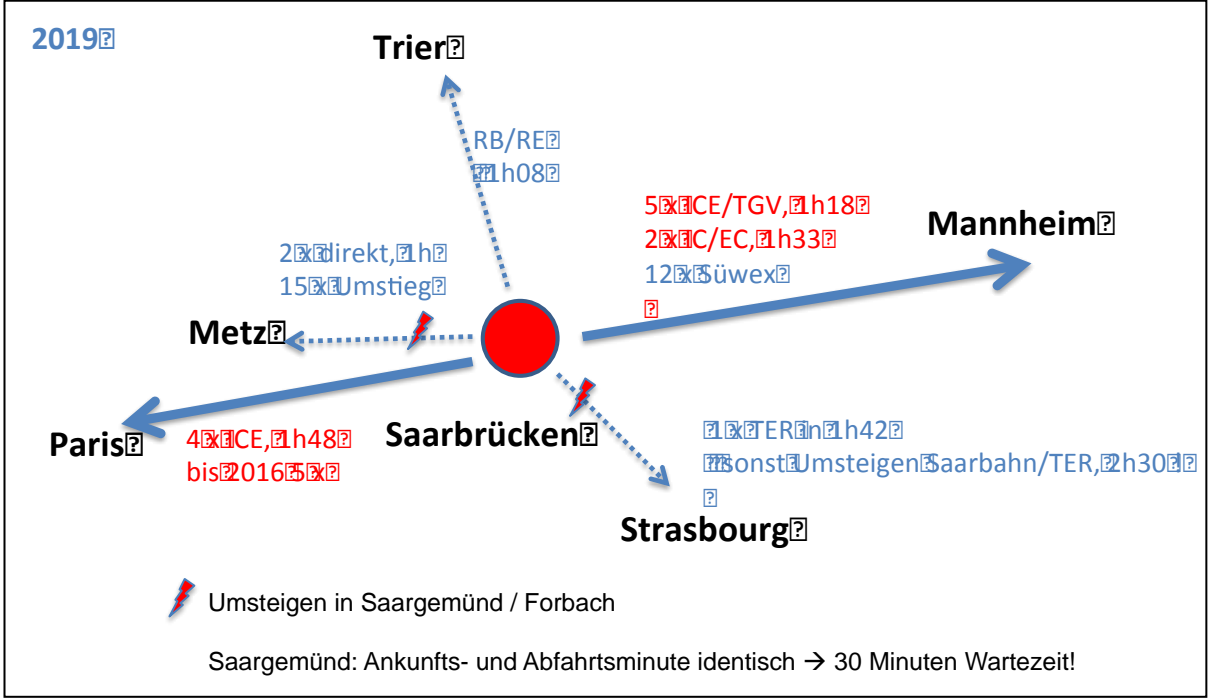 2019
Trier
RB/RE
1h08
5 x ICE/TGV, 1h18
2 x IC/EC, 1h33
12 x Süwex
Mannheim
2 x direkt, 1h
15 x Umstieg
Metz
Paris
4 x ICE, 1h48
bis 2016 5 x
Saarbrücken
1 x TER in 1h42
sonst Umsteigen Saarbahn/TER, 2h30 !
Strasbourg
Umsteigen in Saargemünd / Forbach
Saargemünd: Ankunfts- und Abfahrtsminute identisch → 30 Minuten Wartezeit!